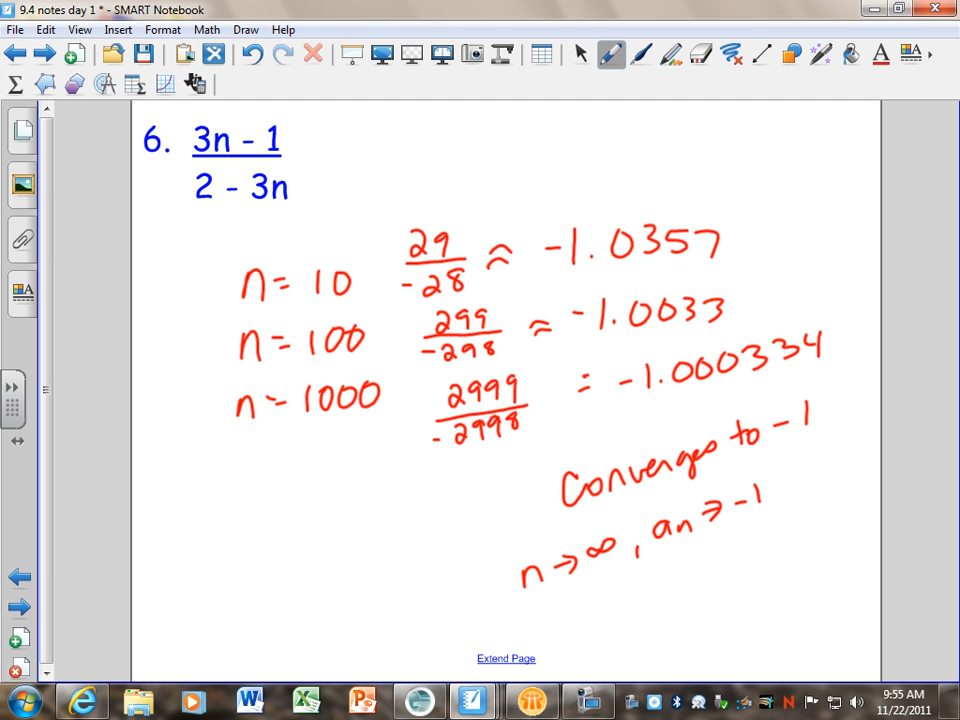 9.4 notes day 1 * - SMART Notebook
File Edit View Insert Format Math Draw Help
6. 3n - 1
2 - 3n
n = 10 29/-28 ≈ -1.0357
n = 100 299/-298 ≈ -1.0033
n = 1000 2999/-2998 = -1.000334
Converges to -1
n → ∞, an → -1
Extend Page
9:55 AM
11/22/2011